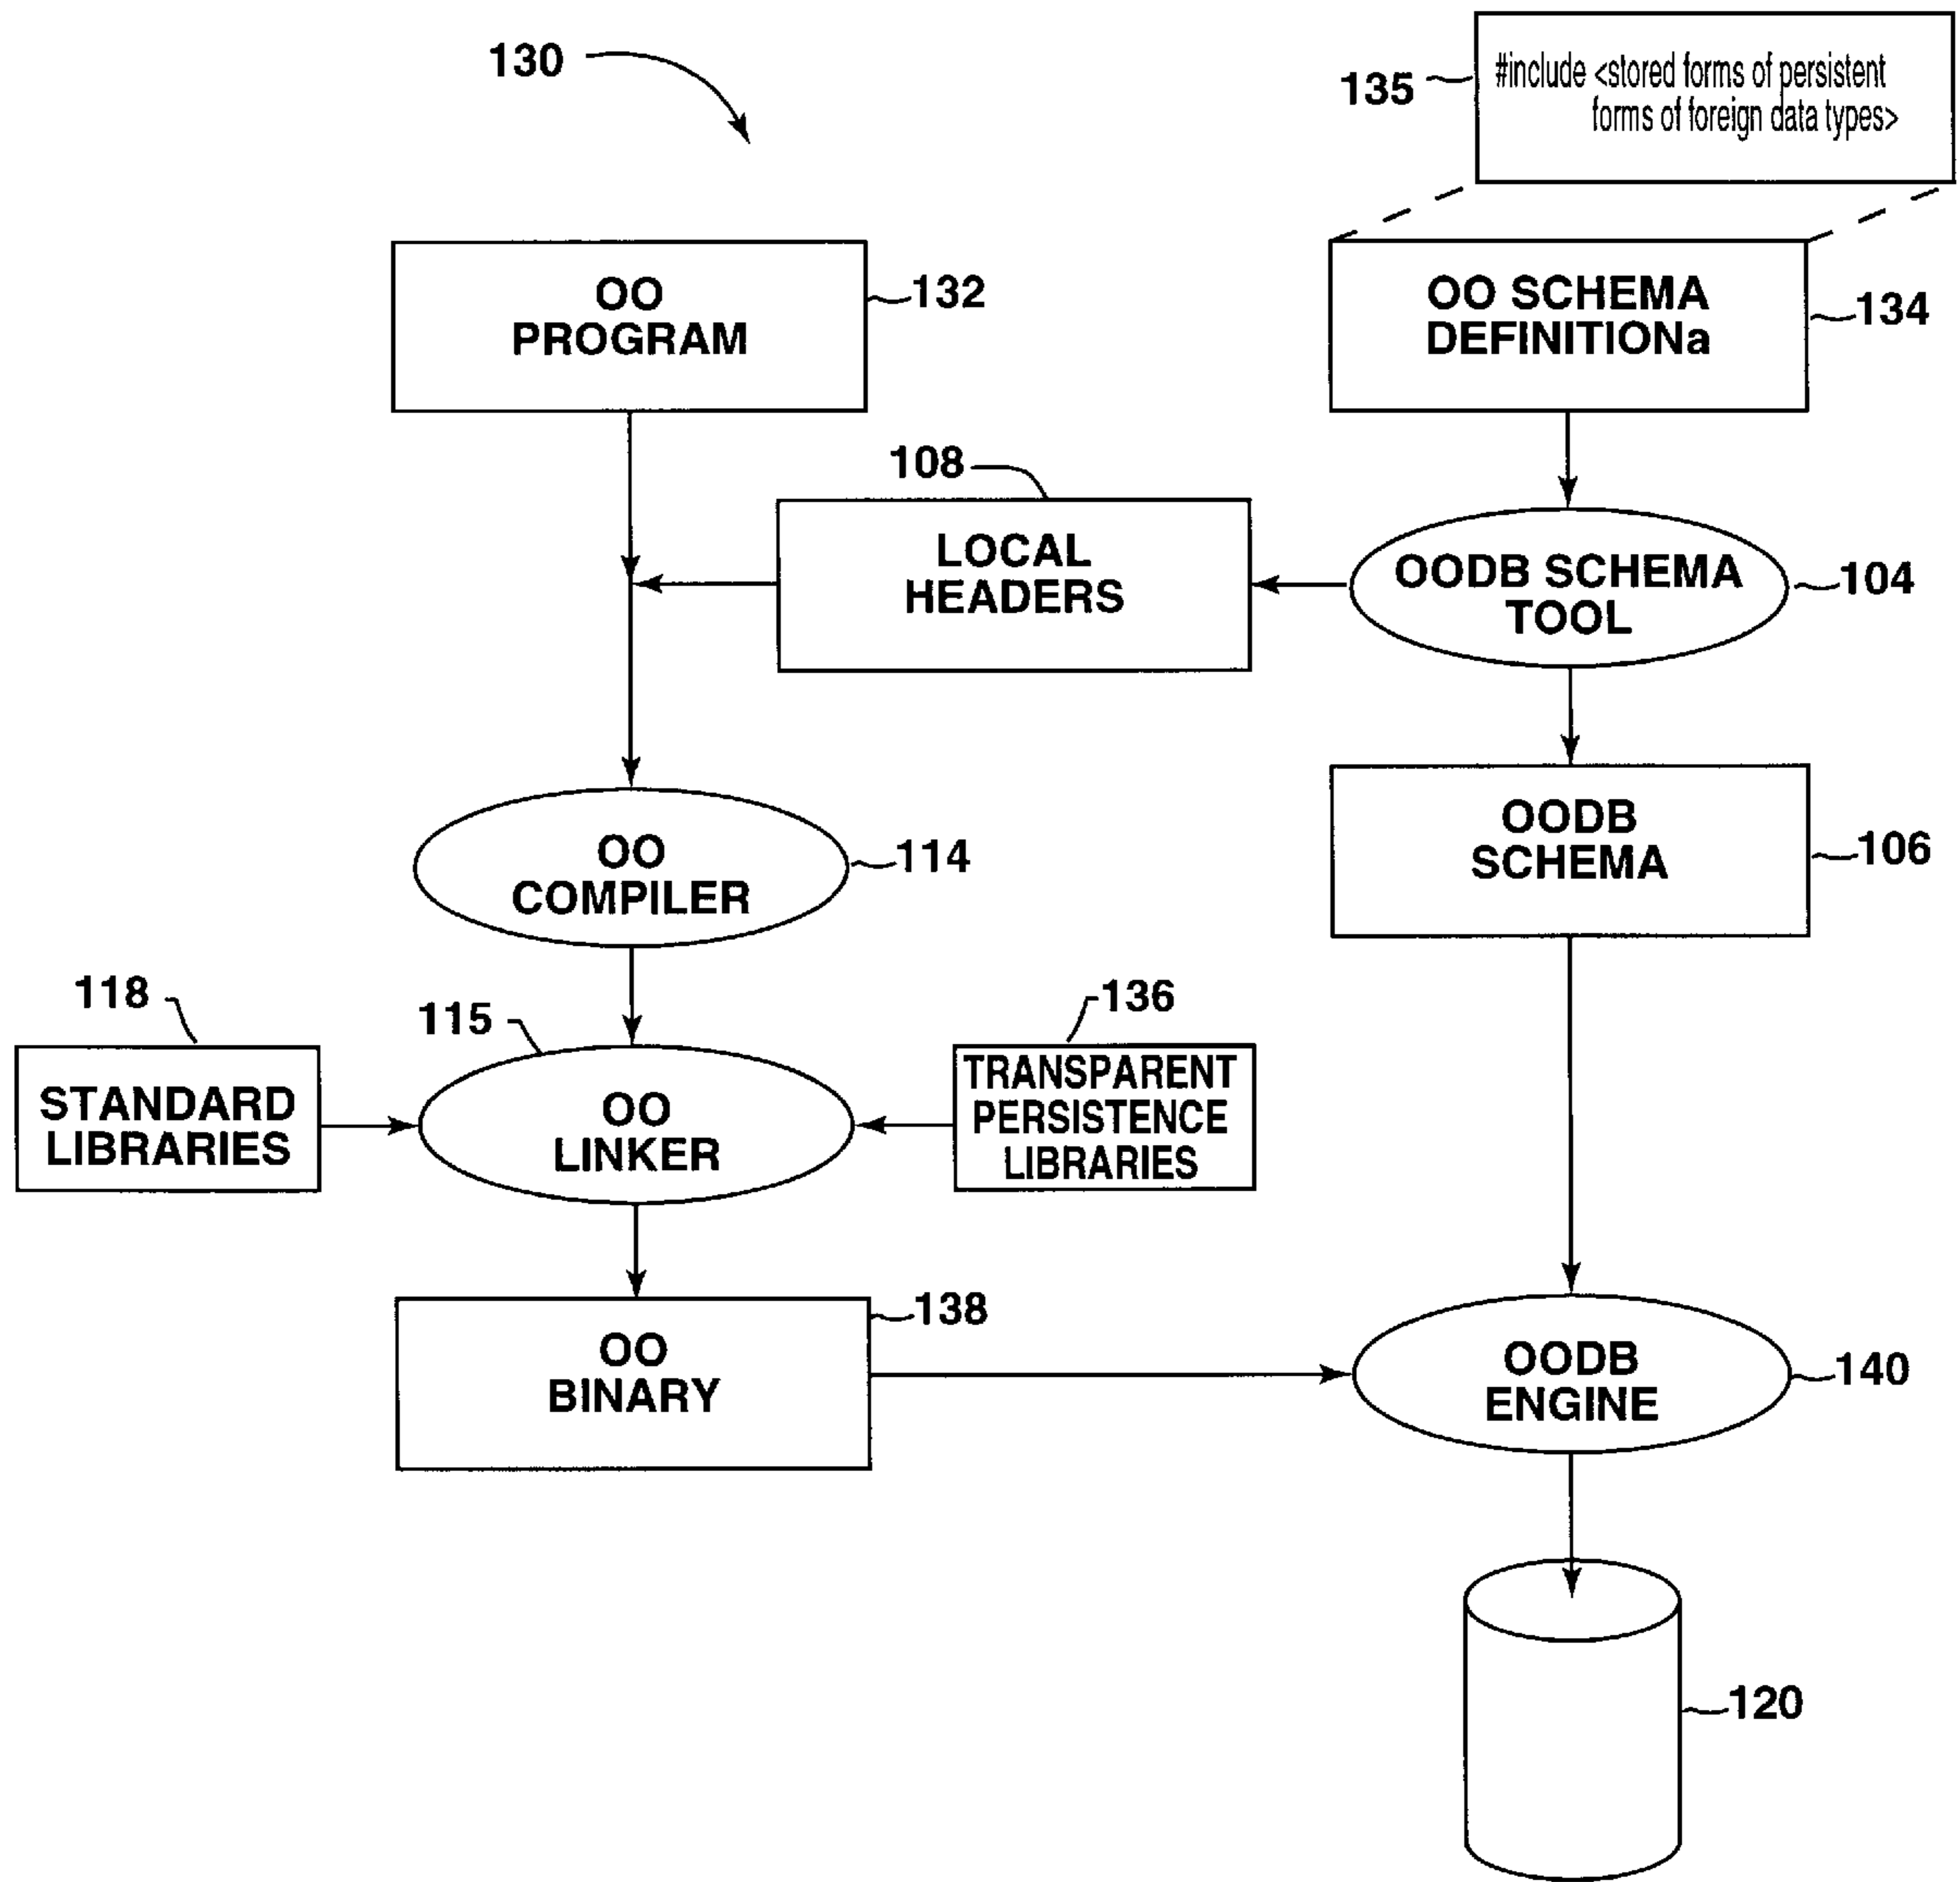 130
135
#include <stored forms of persistent
forms of foreign data types>
OO
PROGRAM
132
OO SCHEMA
DEFINITIONa
134
108
LOCAL
HEADERS
OODB SCHEMA
TOOL
104
OO
COMPILER
114
OODB
SCHEMA
106
118
STANDARD
LIBRARIES
115
OO
LINKER
136
TRANSPARENT
PERSISTENCE
LIBRARIES
OO
BINARY
138
OODB
ENGINE
140
120